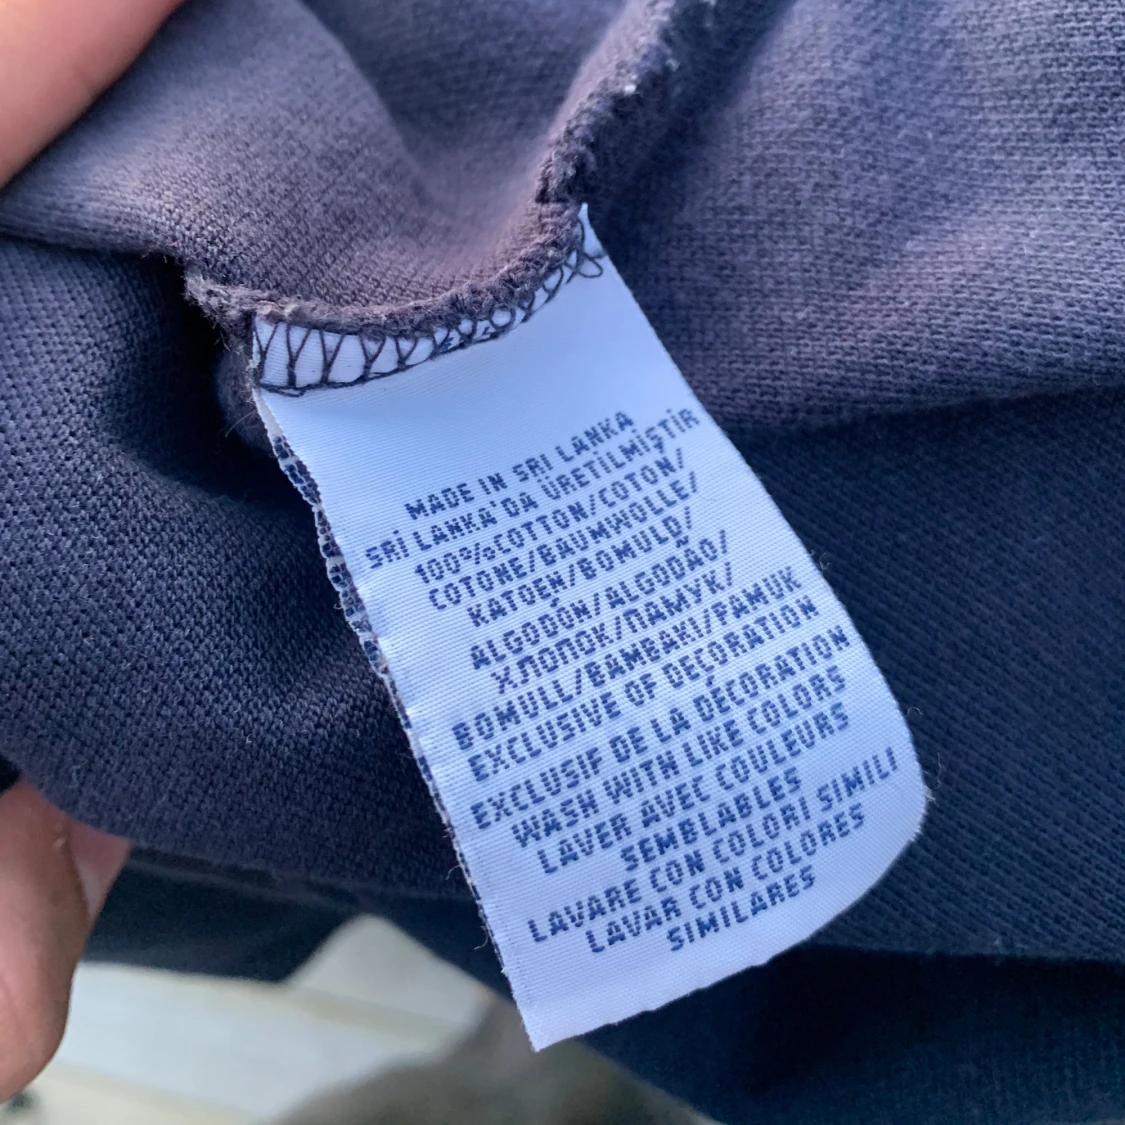 MADE IN SRI LANKA
SRİ LANKA'DA ÜRETİLMİŞTİR
100%COTTON/COTON/
COTONE/BAUMWOLLE/
KATOEN/BOMULD/
ALGODÓN/ALGODÃO/
ХЛОПОК/ПАМУК/
BOMULL/BAMBAKI/PAMUK
EXCLUSIVE OF DECORATION
EXCLUSIF DE LA DÉCORATION
WASH WITH LIKE COLORS
LAVER AVEC COULEURS
SEMBLABLES
LAVARE CON COLORI SIMILI
LAVAR CON COLORES
SIMILARES